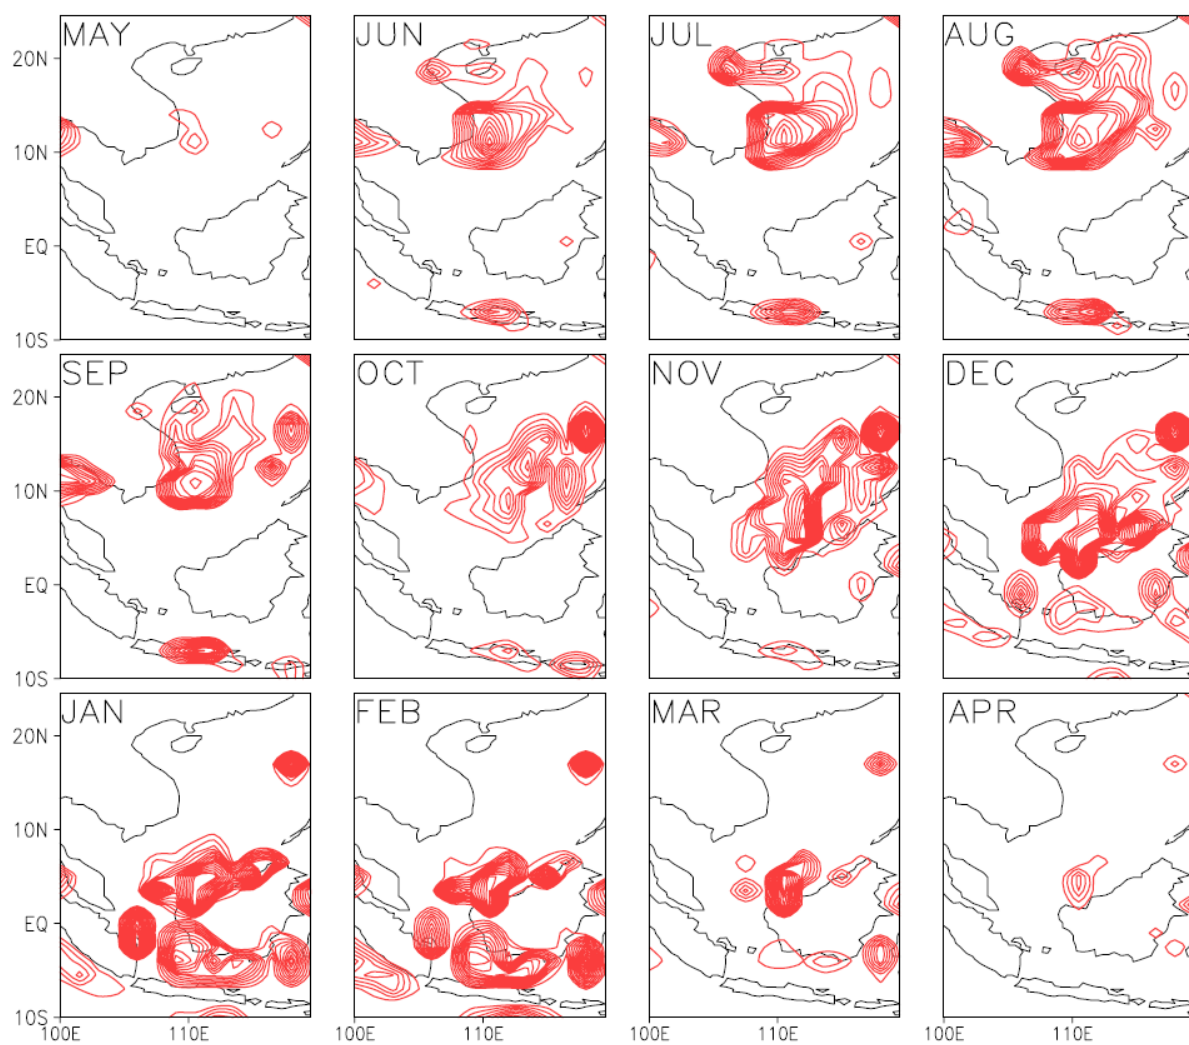 MAY JUN JUL AUG
20N
10N
EQ
10S
SEP OCT NOV DEC
20N
10N
EQ
10S
JAN FEB MAR APR
20N
10N
EQ
10S
100E 110E 100E 110E 100E 110E 100E 110E